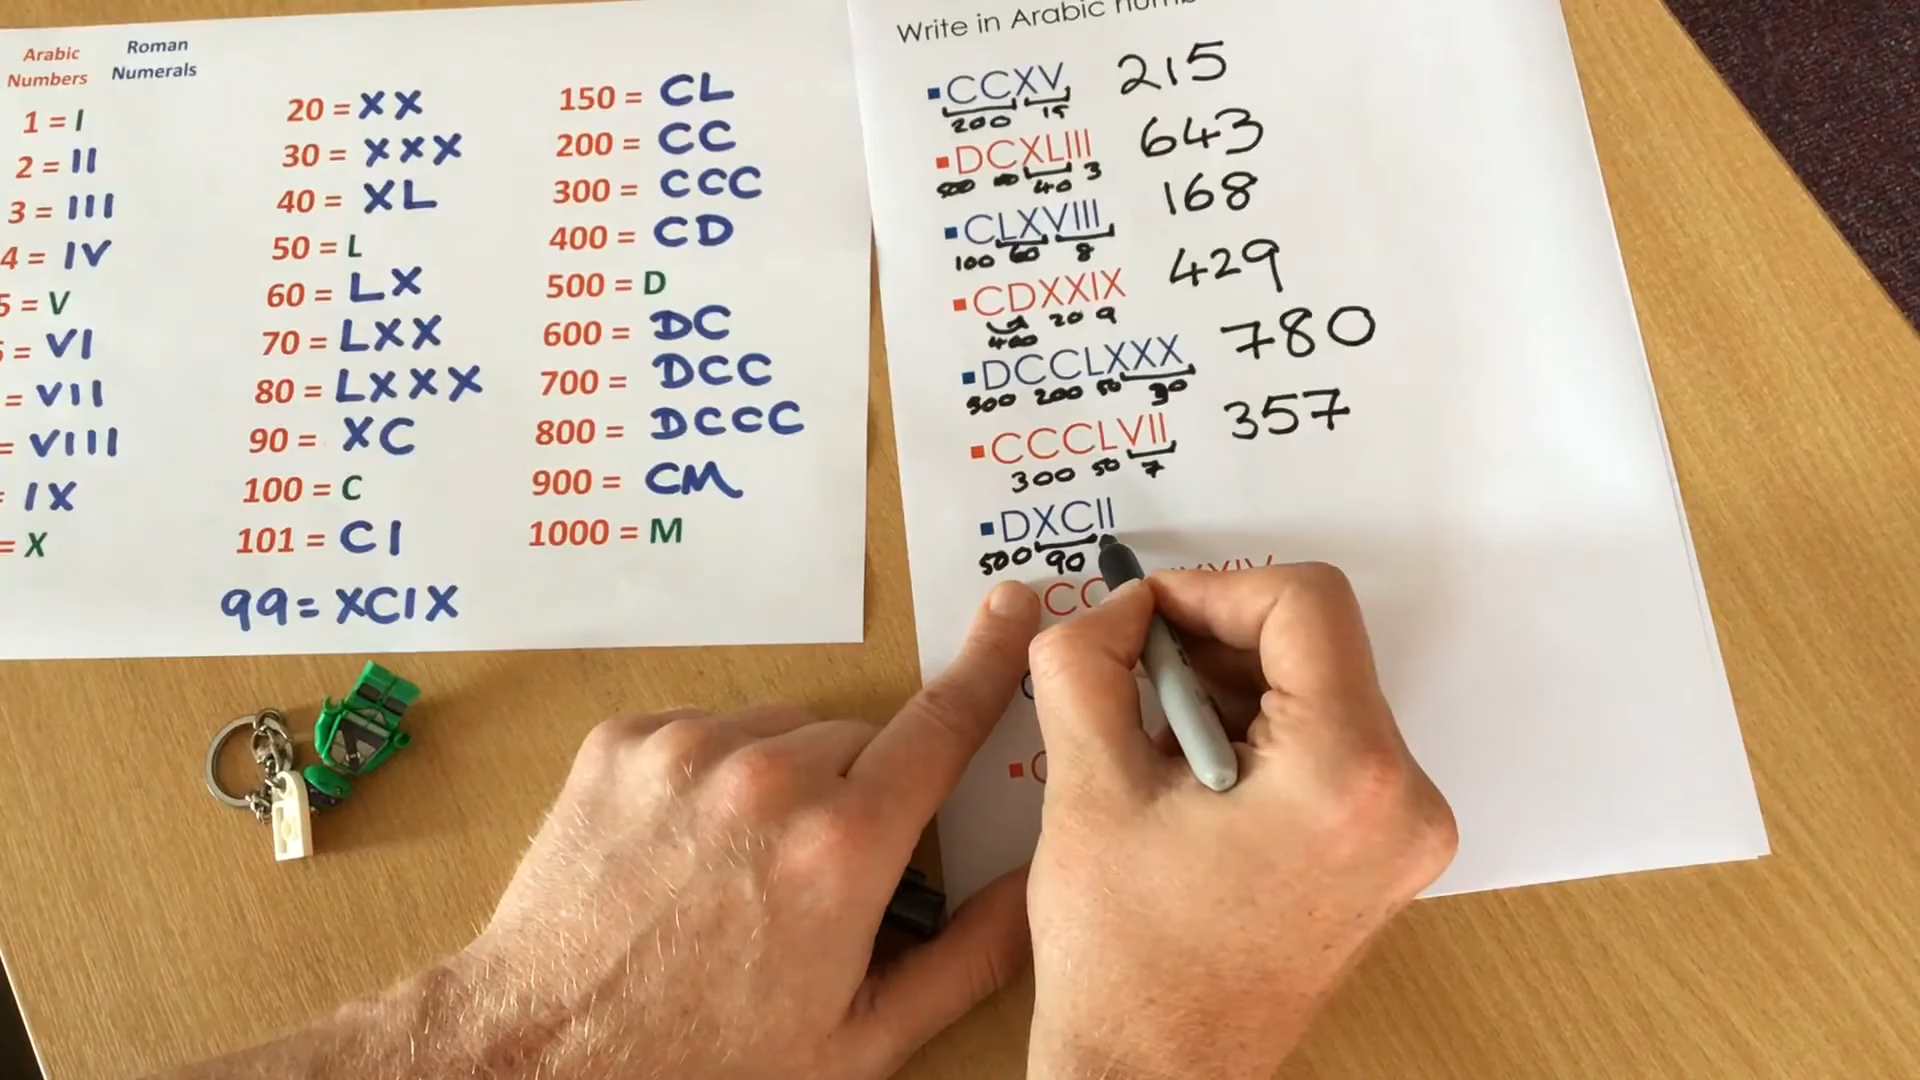 Arabic Numbers Roman Numerals
1 = I
2 = II
3 = III
4 = IV
5 = V
= VI
= VII
= VIII
= IX
= X
20 = XX
30 = XXX
40 = XL
50 = L
60 = LX
70 = LXX
80 = LXXX
90 = XC
100 = C
101 = CI
99 = XCIX
150 = CL
200 = CC
300 = CCC
400 = CD
500 = D
600 = DC
700 = DCC
800 = DCCC
900 = CM
1000 = M
Write in Arabic
CCXV 215
200 15
DCXLIII 643
40 3
CLXVIII 168
100 60 8
CDXXIX 429
400 20 9
DCCLXXX 780
500 200 50 30
CCCLVII 357
300 50 7
DXCII
500 90